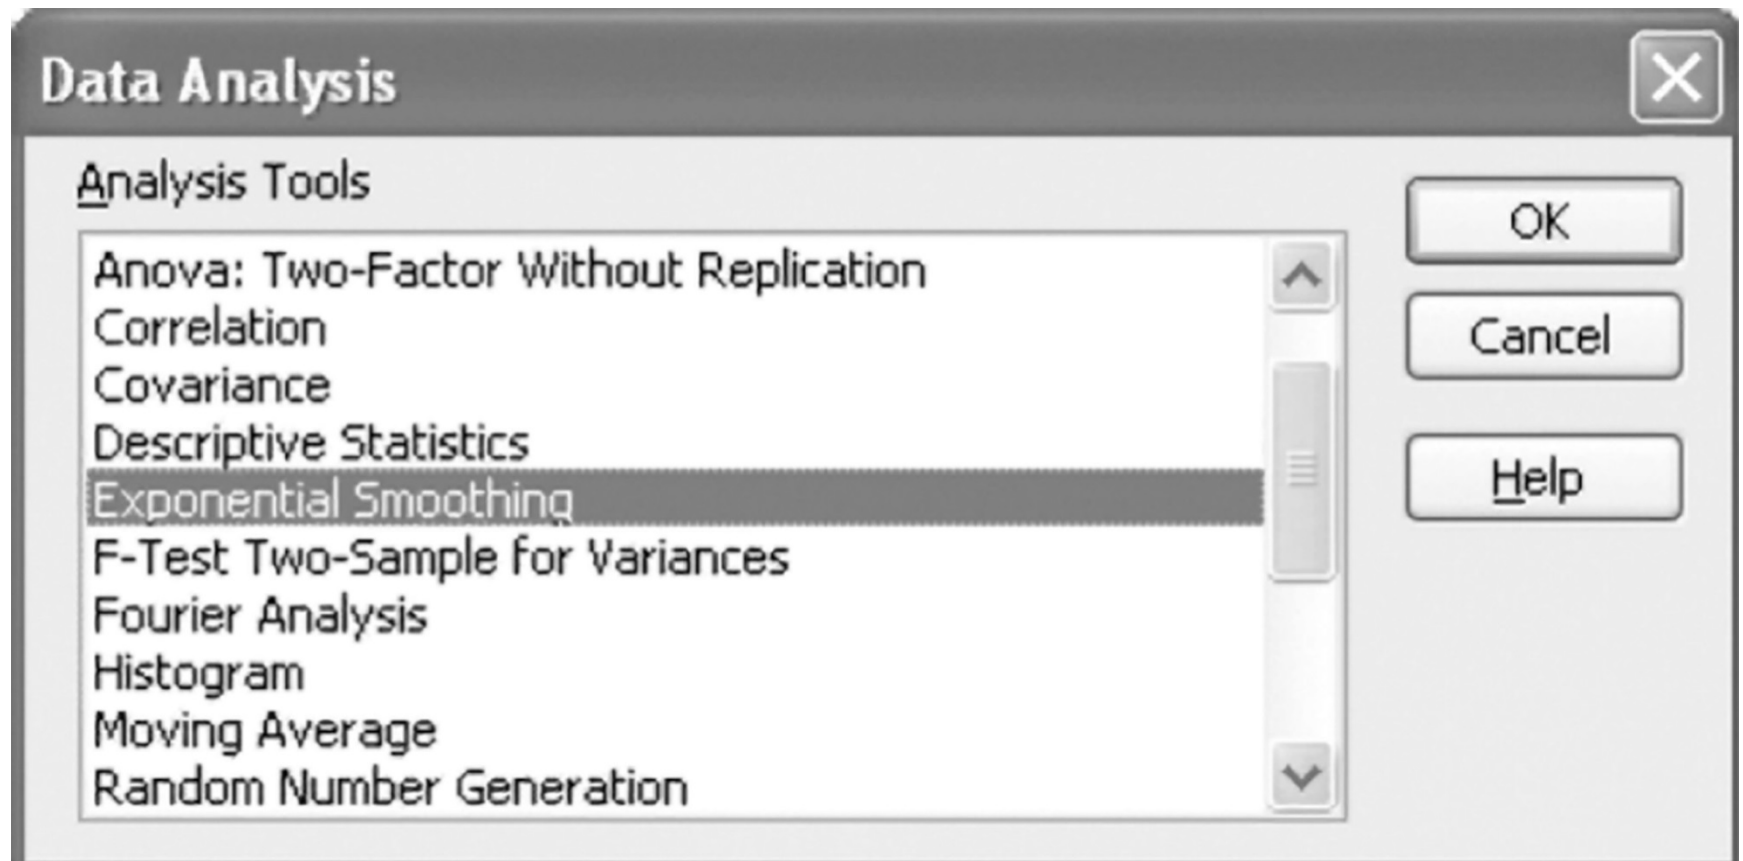 Data Analysis
Analysis Tools
Anova: Two-Factor Without Replication
Correlation
Covariance
Descriptive Statistics
Exponential Smoothing
F-Test Two-Sample for Variances
Fourier Analysis
Histogram
Moving Average
Random Number Generation
OK
Cancel
Help